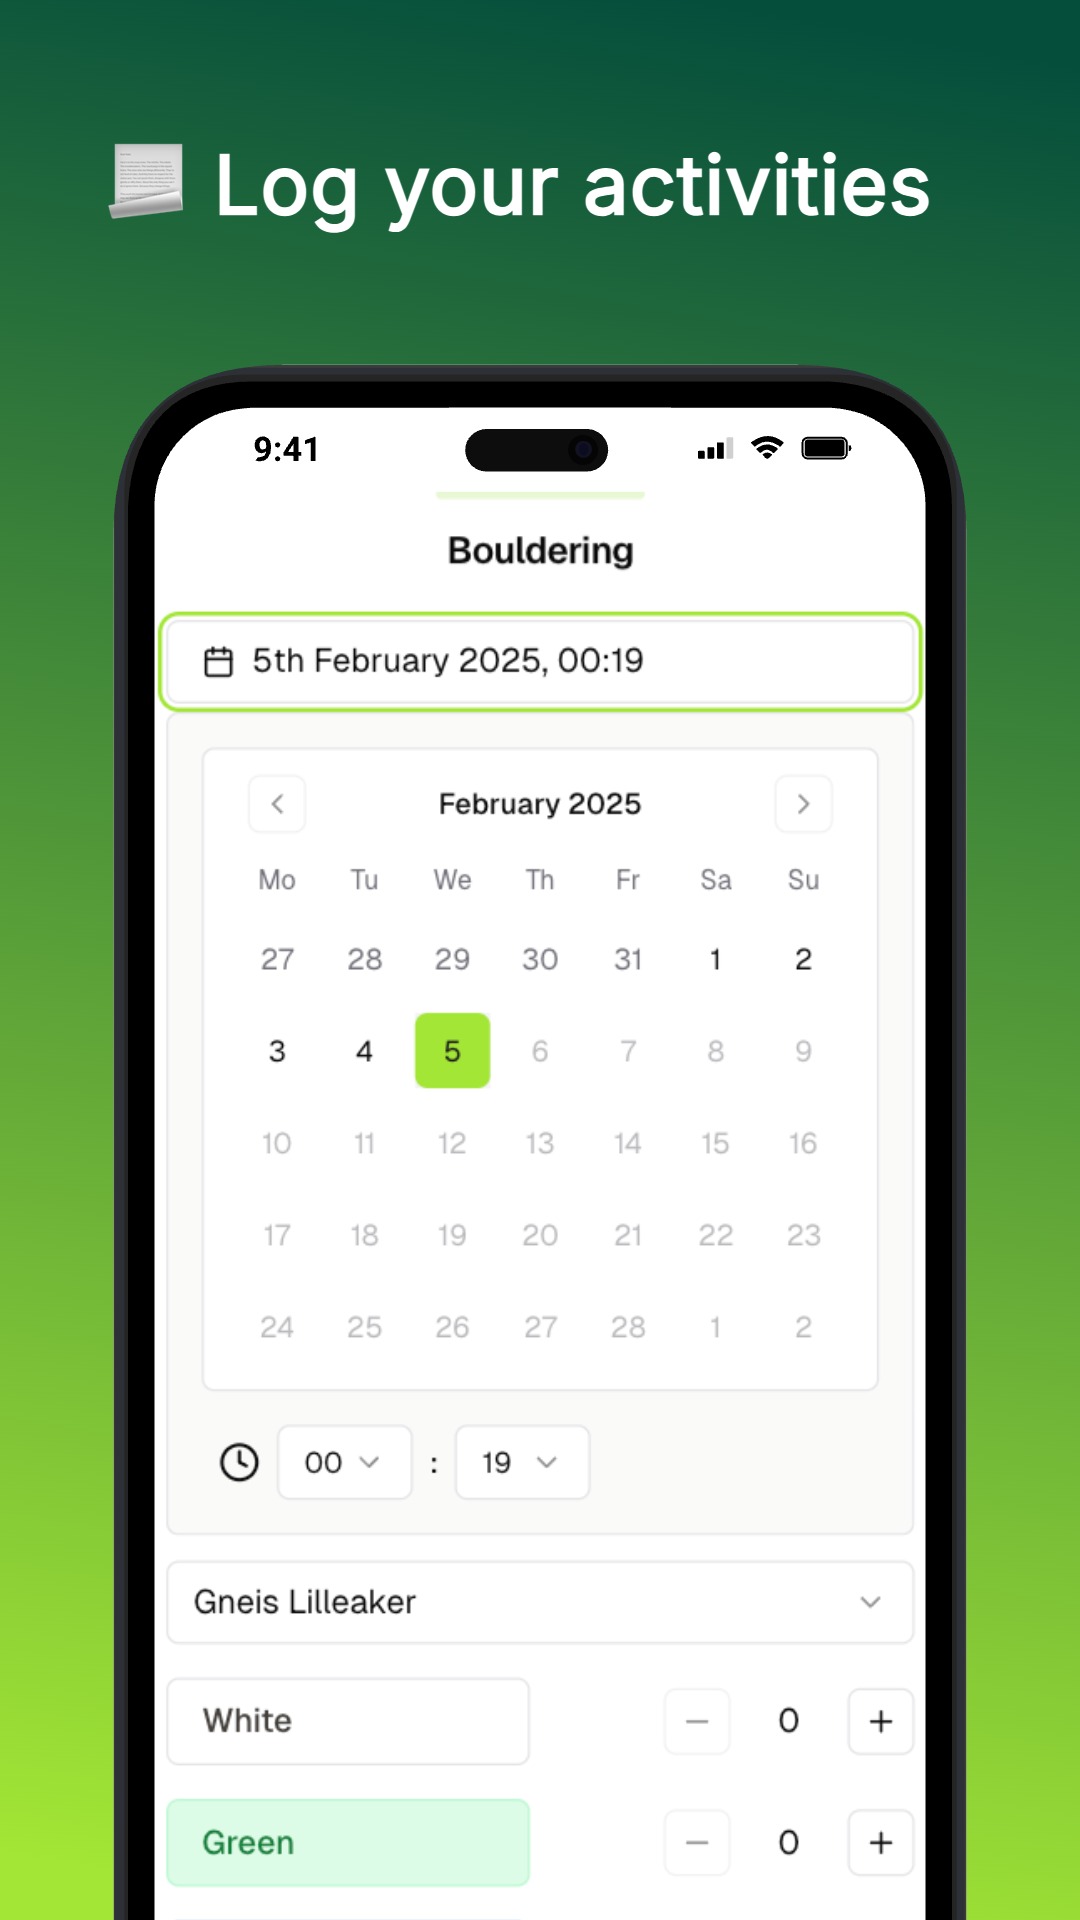 Log your activities
9:41
Bouldering
5th February 2025, 00:19
February 2025
Mo Tu We Th Fr Sa Su
27 28 29 30 31 1 2
3 4 5 6 7 8 9
10 11 12 13 14 15 16
17 18 19 20 21 22 23
24 25 26 27 28 1 2
00 : 19
Gneis Lilleaker
White 0
Green 0